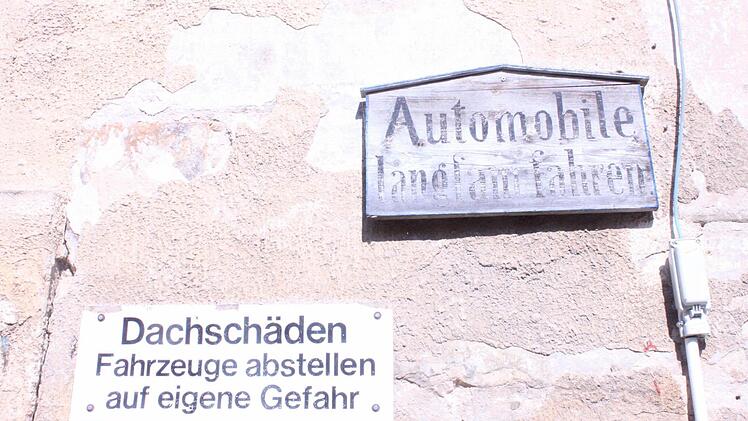 Automobile
langſam fahren
Dachschäden
Fahrzeuge abstellen
auf eigene Gefahr